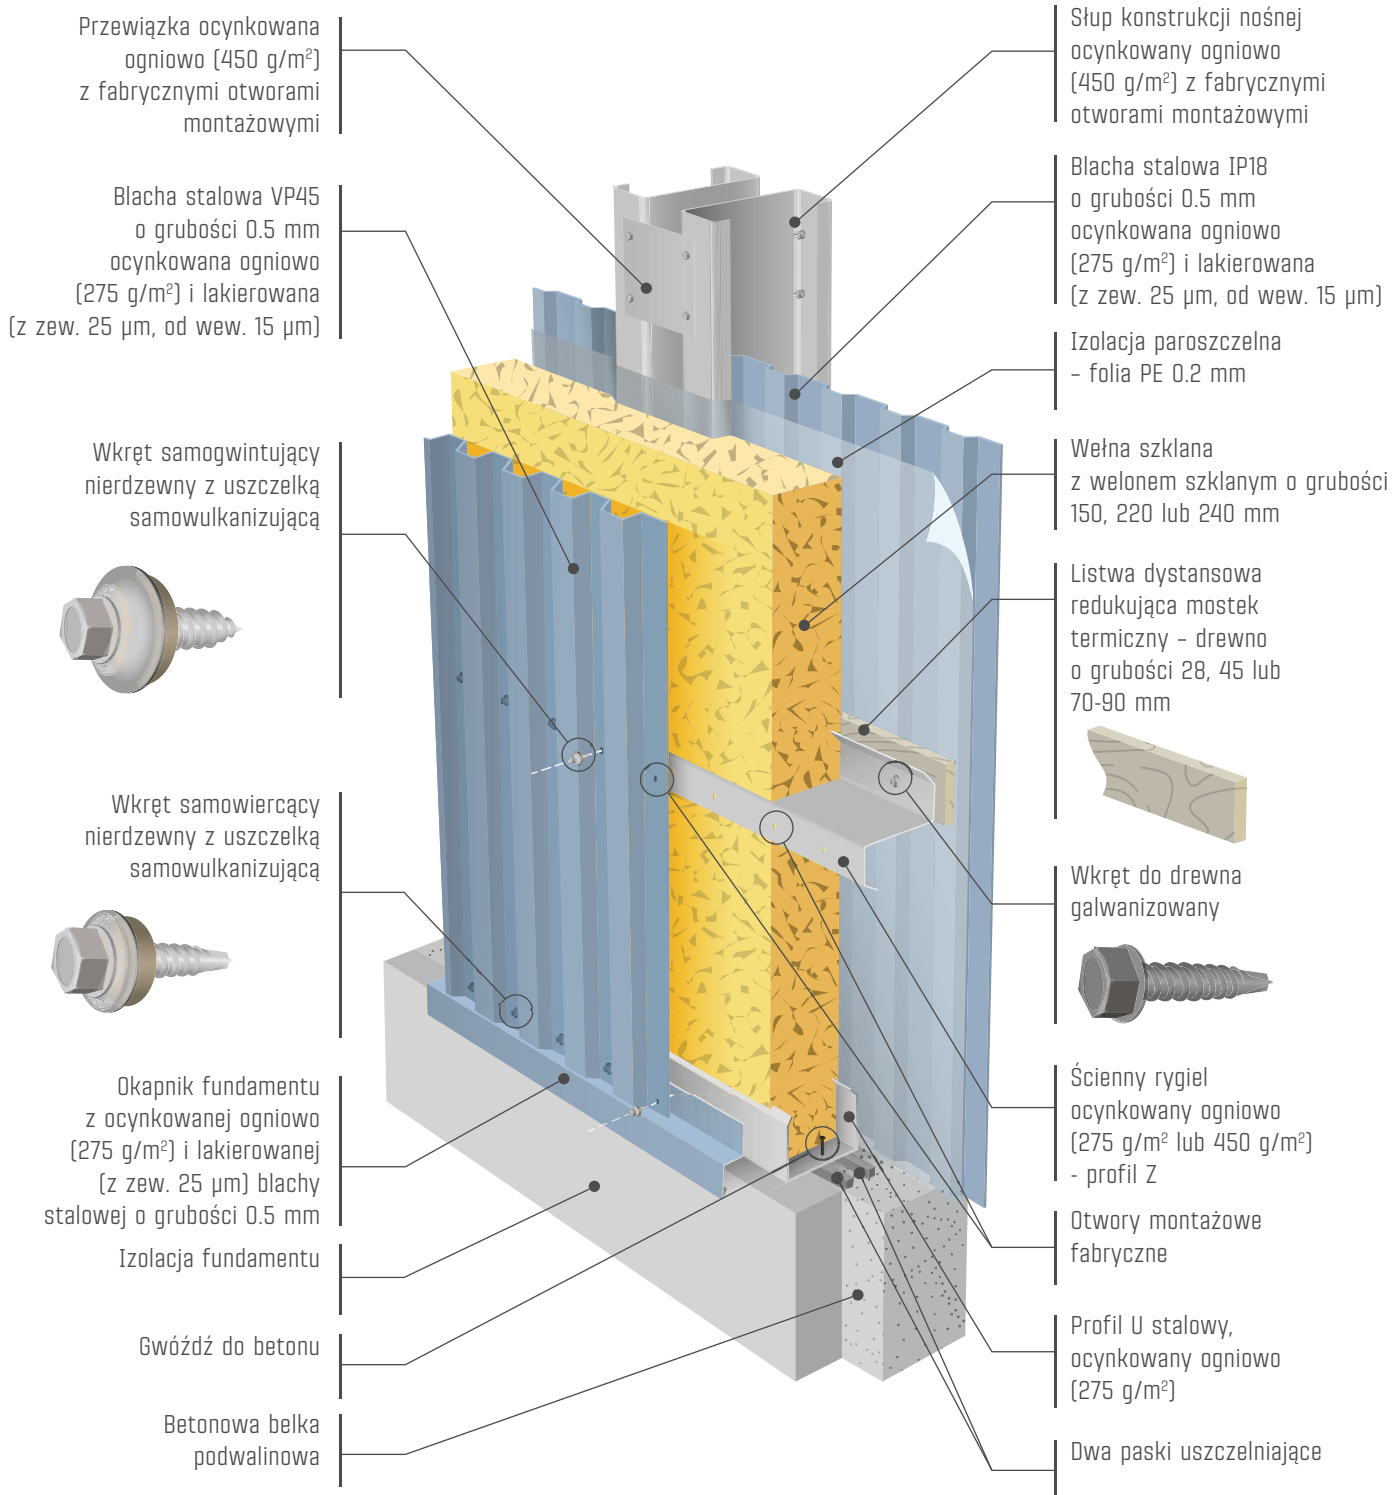 Przewiązka ocynkowana
ogniowo (450 g/m²)
z fabrycznymi otworami
montażowymi
Blacha stalowa VP45
o grubości 0.5 mm
ocynkowana ogniowo
(275 g/m²) i lakierowana
(z zew. 25 µm, od wew. 15 µm)
Wkręt samogwintujący
nierdzewny z uszczelką
samowulkanizującą
Wkręt samowiercący
nierdzewny z uszczelką
samowulkanizującą
Okapnik fundamentu
z ocynkowanej ogniowo
(275 g/m²) i lakierowanej
(z zew. 25 µm) blachy
stalowej o grubości 0.5 mm
Izolacja fundamentu
Gwóźdź do betonu
Betonowa belka
podwalinowa
Słup konstrukcji nośnej
ocynkowany ogniowo
(450 g/m²) z fabrycznymi
otworami montażowymi
Blacha stalowa IP18
o grubości 0.5 mm
ocynkowana ogniowo
(275 g/m²) i lakierowana
(z zew. 25 µm, od wew. 15 µm)
Izolacja paroszczelna
– folia PE 0.2 mm
Wełna szklana
z welonem szklanym o grubości
150, 220 lub 240 mm
Listwa dystansowa
redukująca mostek
termiczny – drewno
o grubości 28, 45 lub
70-90 mm
Wkręt do drewna
galwanizowany
Ścienny rygiel
ocynkowany ogniowo
(275 g/m² lub 450 g/m²)
- profil Z
Otwory montażowe
fabryczne
Profil U stalowy,
ocynkowany ogniowo
(275 g/m²)
Dwa paski uszczelniające